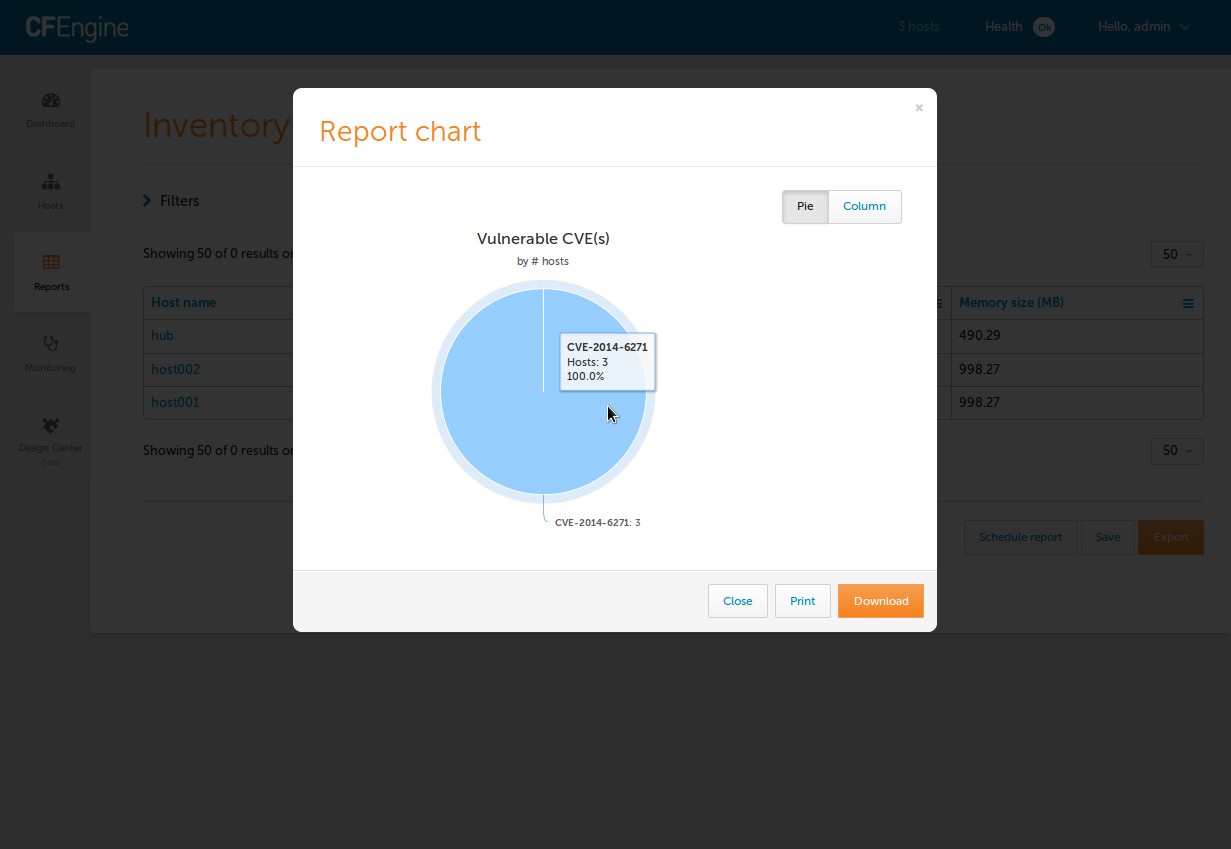 CFEngine
3 hosts
Health Ok
Hello, admin
Dashboard
Hosts
Reports
Monitoring
Design Center
beta
Inventory
Filters
Showing 50 of 0 results
50
Host name
Memory size (MB)
hub
490.29
host002
998.27
host001
998.27
Showing 50 of 0 results
50
Schedule report
Save
Export
Report chart
×
Pie
Column
Vulnerable CVE(s)
by # hosts
CVE-2014-6271
Hosts: 3
100.0%
CVE-2014-6271: 3
Close
Print
Download